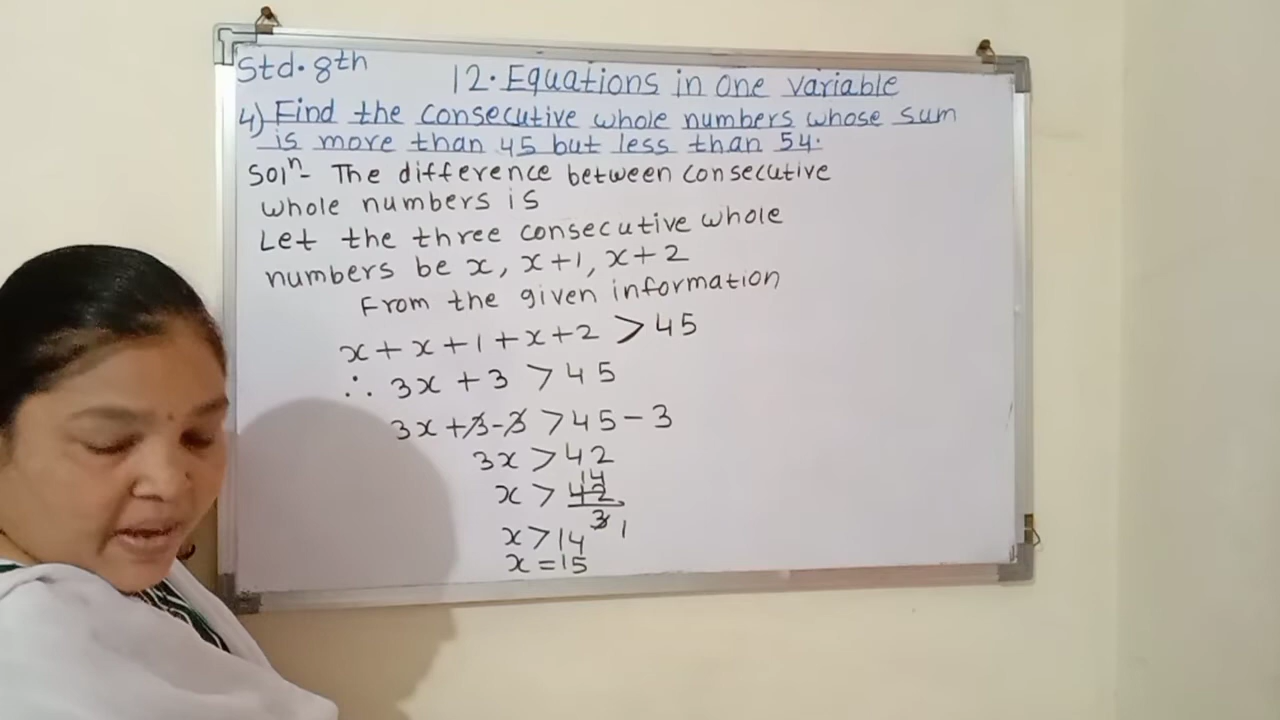 Std. 8th
12. Equations in one variable
4) Find the consecutive whole numbers whose sum
is more than 45 but less than 54.
Solⁿ- The difference between consecutive
whole numbers is
Let the three consecutive whole
numbers be x, x+1, x+2
From the given information
x + x + 1 + x + 2 > 45
∴ 3x + 3 > 45
3x + 3 - 3 > 45 - 3
3x > 42
14
x > 42
3 1
x > 14
x = 15